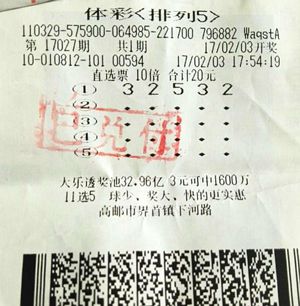 体彩<排列5>
110329-575900-064985-221700 796882 WaqstA
第 17027期 共1期 17/02/03开奖
10-010812-101 00594 17/02/03 17:54:19
直选票 10倍 合计20元
(1) 3 2 5 3 2
(2) • • • • •
(3) • • • • •
(4) • • • • •
(5) • • • • •
已兑付
大乐透奖池32.96亿 3元可中1600万
11选5 球少、奖大、快的更实惠
高邮市界首镇下河路